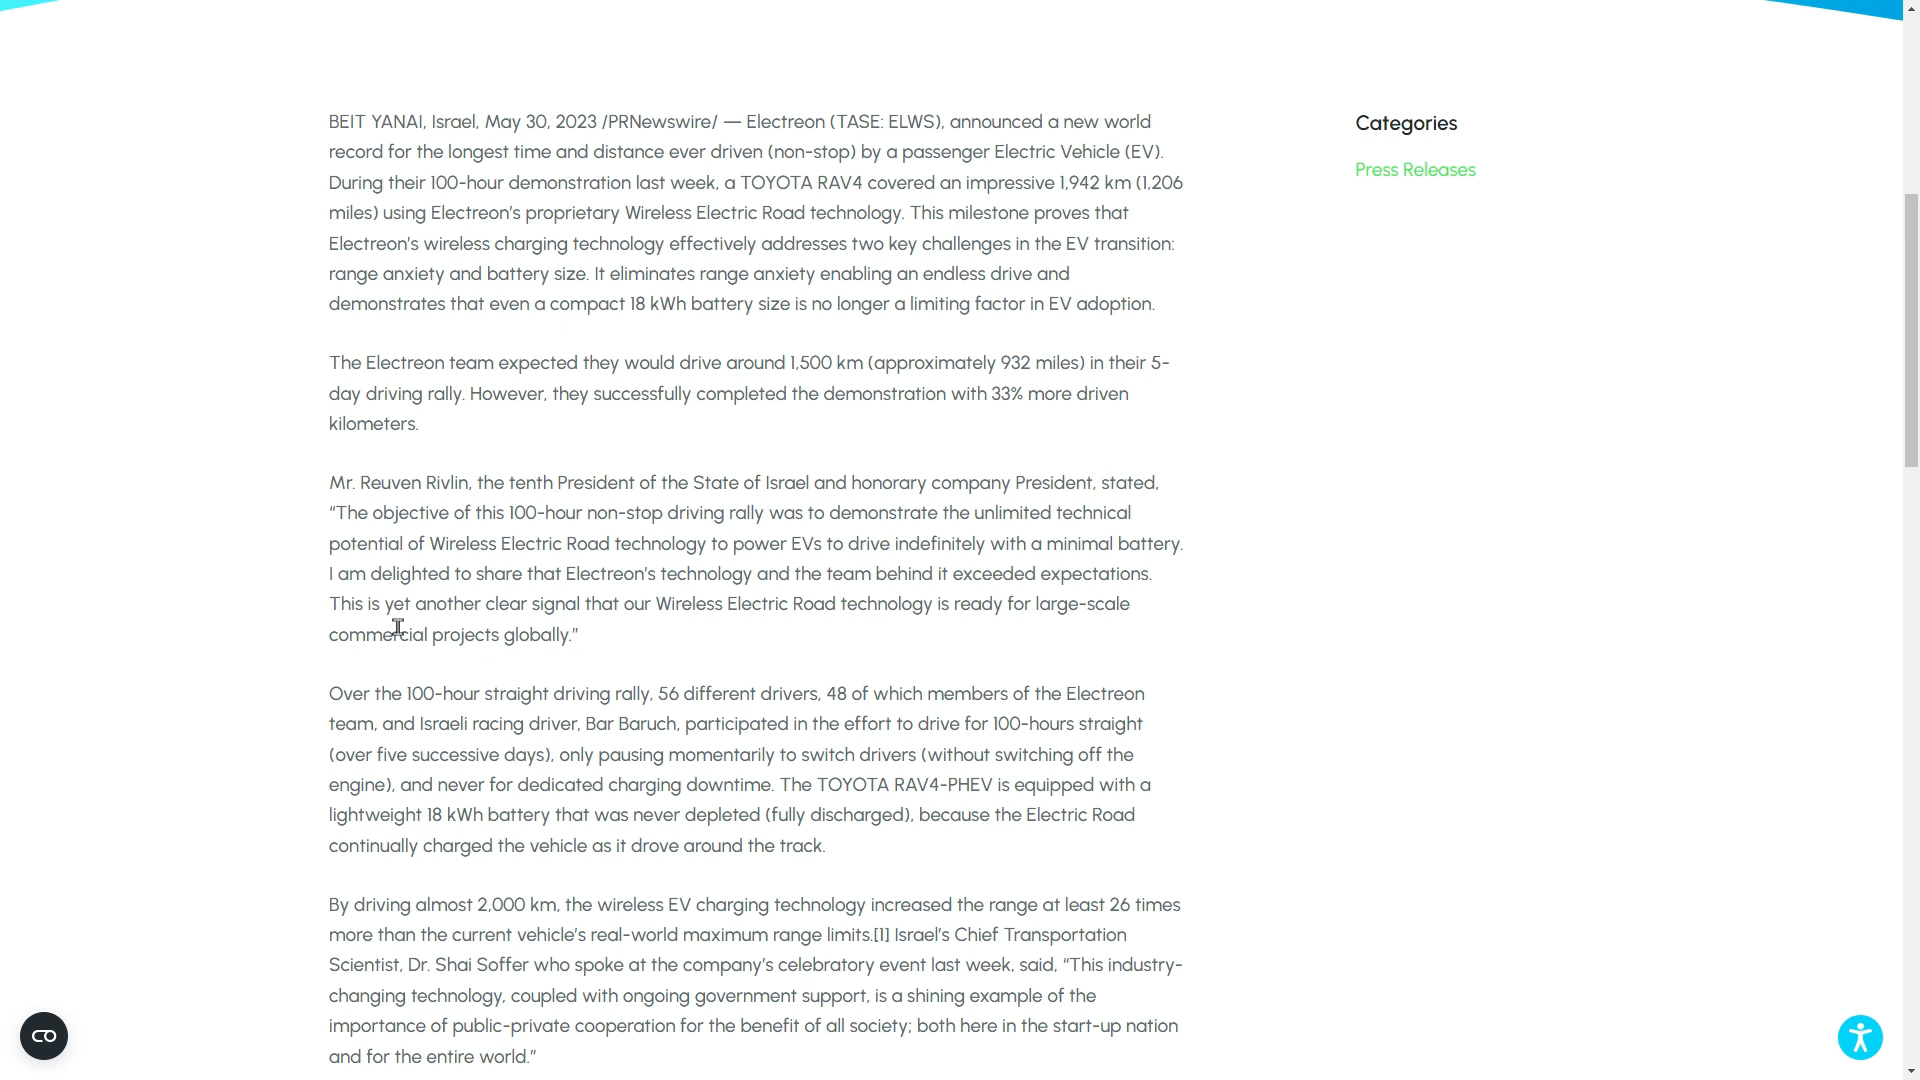 BEIT YANAI, Israel, May 30, 2023 /PRNewswire/ — Electreon (TASE: ELWS), announced a new world
record for the longest time and distance ever driven (non-stop) by a passenger Electric Vehicle (EV).
During their 100-hour demonstration last week, a TOYOTA RAV4 covered an impressive 1,942 km (1,206
miles) using Electreon’s proprietary Wireless Electric Road technology. This milestone proves that
Electreon’s wireless charging technology effectively addresses two key challenges in the EV transition:
range anxiety and battery size. It eliminates range anxiety enabling an endless drive and
demonstrates that even a compact 18 kWh battery size is no longer a limiting factor in EV adoption.
The Electreon team expected they would drive around 1,500 km (approximately 932 miles) in their 5-
day driving rally. However, they successfully completed the demonstration with 33% more driven
kilometers.
Mr. Reuven Rivlin, the tenth President of the State of Israel and honorary company President, stated,
“The objective of this 100-hour non-stop driving rally was to demonstrate the unlimited technical
potential of Wireless Electric Road technology to power EVs to drive indefinitely with a minimal battery.
I am delighted to share that Electreon’s technology and the team behind it exceeded expectations.
This is yet another clear signal that our Wireless Electric Road technology is ready for large-scale
commercial projects globally.”
Over the 100-hour straight driving rally, 56 different drivers, 48 of which members of the Electreon
team, and Israeli racing driver, Bar Baruch, participated in the effort to drive for 100-hours straight
(over five successive days), only pausing momentarily to switch drivers (without switching off the
engine), and never for dedicated charging downtime. The TOYOTA RAV4-PHEV is equipped with a
lightweight 18 kWh battery that was never depleted (fully discharged), because the Electric Road
continually charged the vehicle as it drove around the track.
By driving almost 2,000 km, the wireless EV charging technology increased the range at least 26 times
more than the current vehicle’s real-world maximum range limits.[1] Israel’s Chief Transportation
Scientist, Dr. Shai Soffer who spoke at the company’s celebratory event last week, said, “This industry-
changing technology, coupled with ongoing government support, is a shining example of the
importance of public-private cooperation for the benefit of all society; both here in the start-up nation
and for the entire world.”
Categories
Press Releases